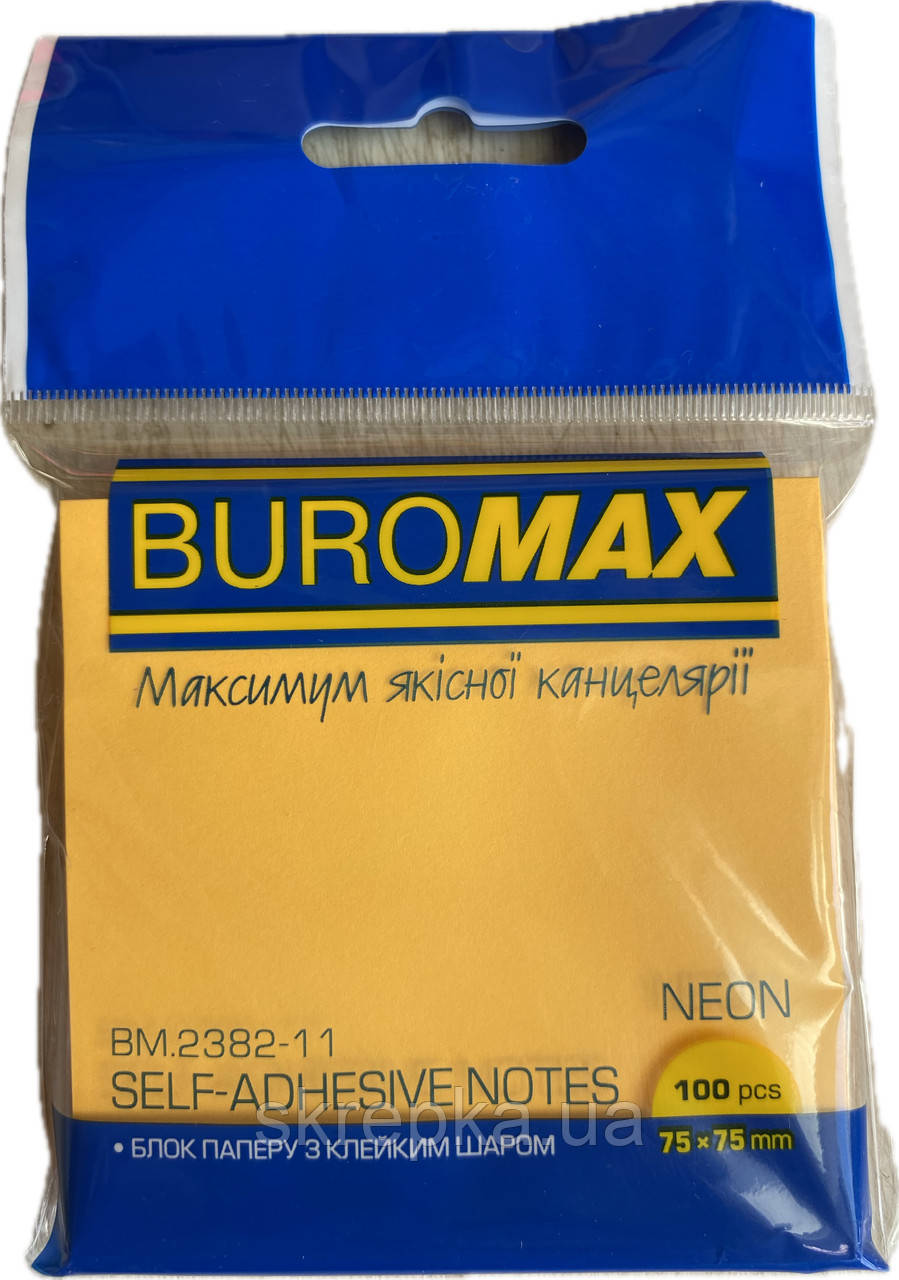 BUROMAX
Максимум якісної канцелярії
NEON
BM.2382-11
SELF-ADHESIVE NOTES
100 pcs
• БЛОК ПАПЕРУ З КЛЕЙКИМ ШАРОМ
75×75 mm
skrepka.ua